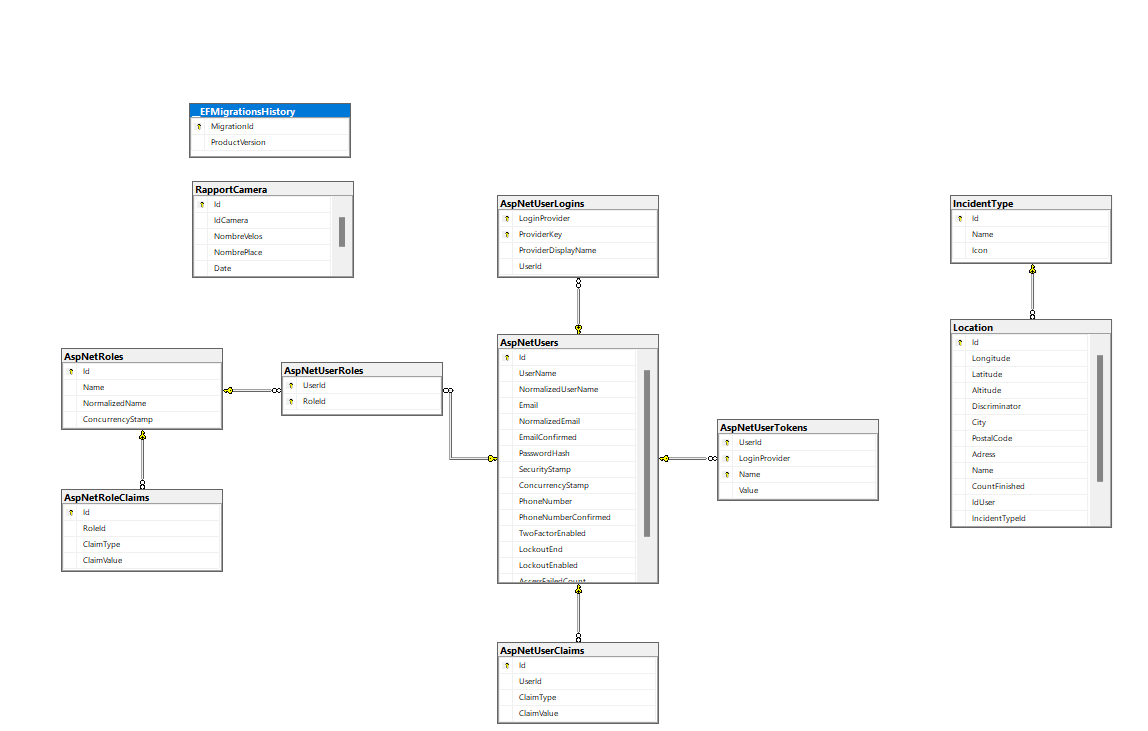 __EFMigrationsHistory
MigrationId
ProductVersion
RapportCamera
Id
IdCamera
NombreVelos
NombrePlace
Date
AspNetUserLogins
LoginProvider
ProviderKey
ProviderDisplayName
UserId
IncidentType
Id
Name
Icon
AspNetRoles
Id
Name
NormalizedName
ConcurrencyStamp
AspNetUserRoles
UserId
RoleId
AspNetUsers
Id
UserName
NormalizedUserName
Email
NormalizedEmail
EmailConfirmed
PasswordHash
SecurityStamp
ConcurrencyStamp
PhoneNumber
PhoneNumberConfirmed
TwoFactorEnabled
LockoutEnd
LockoutEnabled
AccessFailedCount
AspNetUserTokens
UserId
LoginProvider
Name
Value
Location
Id
Longitude
Latitude
Altitude
Discriminator
City
PostalCode
Adress
Name
CountFinished
IdUser
IncidentTypeId
AspNetRoleClaims
Id
RoleId
ClaimType
ClaimValue
AspNetUserClaims
Id
UserId
ClaimType
ClaimValue